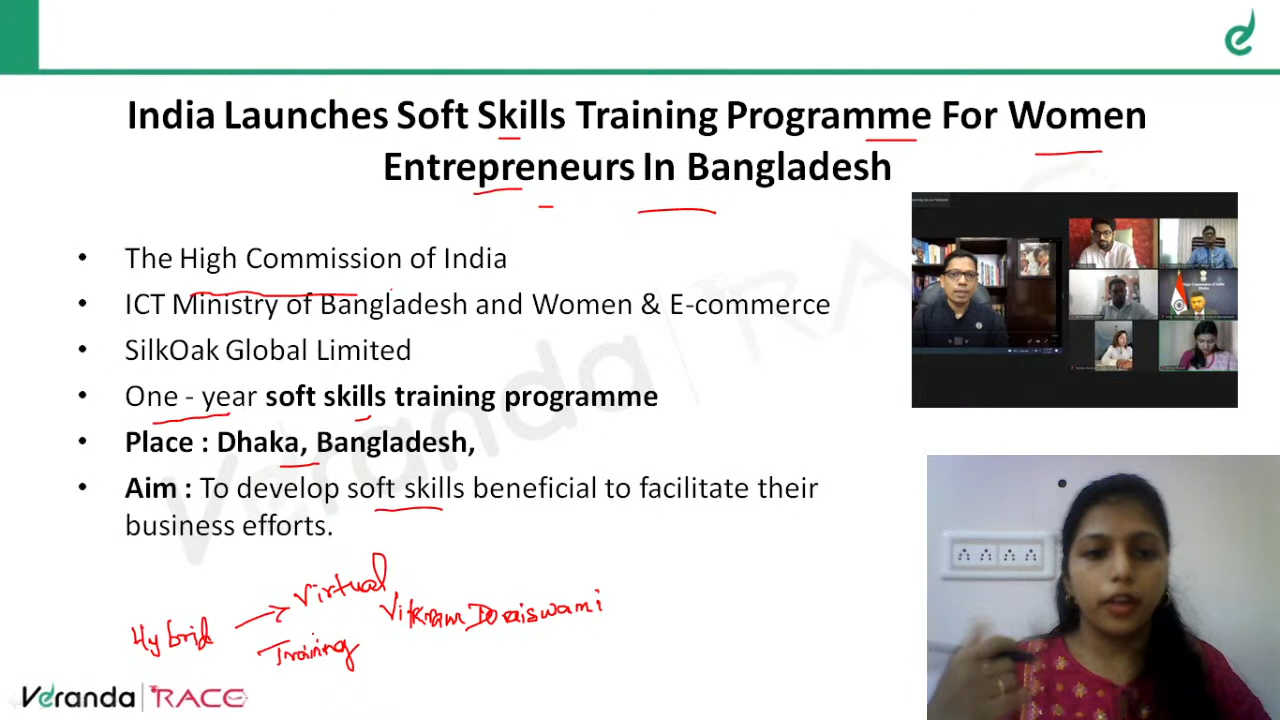 India Launches Soft Skills Training Programme For Women
Entrepreneurs In Bangladesh
• The High Commission of India
• ICT Ministry of Bangladesh and Women & E-commerce
• SilkOak Global Limited
• One - year soft skills training programme
• Place : Dhaka, Bangladesh,
• Aim : To develop soft skills beneficial to facilitate their
business efforts.
Virtual
Vikram Doraiswami
Hybrid
Training
Veranda RACE
Veranda RACE